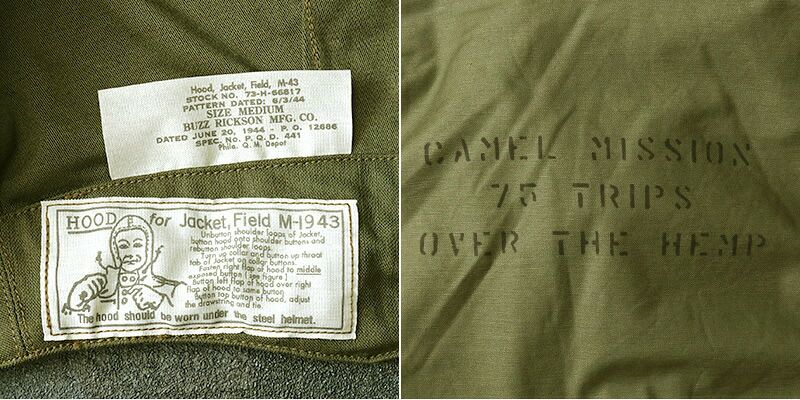 Hood, Jacket, Field, M-43
STOCK NO. 73-H-66817
PATTERN DATED: 6/3/44
SIZE MEDIUM
BUZZ RICKSON MFG. CO.
DATED JUNE 20, 1944 - P.O. 12686
SPEC. No. P.Q.D. 441
Phila. Q.M. Depot
HOOD for Jacket, Field M-1943
Unbutton shoulder loops of Jacket,
button hood onto shoulder buttons and
rebutton shoulder loops.
Turn up collar and button up throat
tab of Jacket on collar buttons.
Fasten right flap of hood to middle
exposed button (see figure)
button left flap of hood over right
flap of hood to same button
button top button of hood, adjust
the drawstring and tie.
The hood should be worn under the steel helmet.
CAMEL MISSION
75 TRIPS
OVER THE HEMP